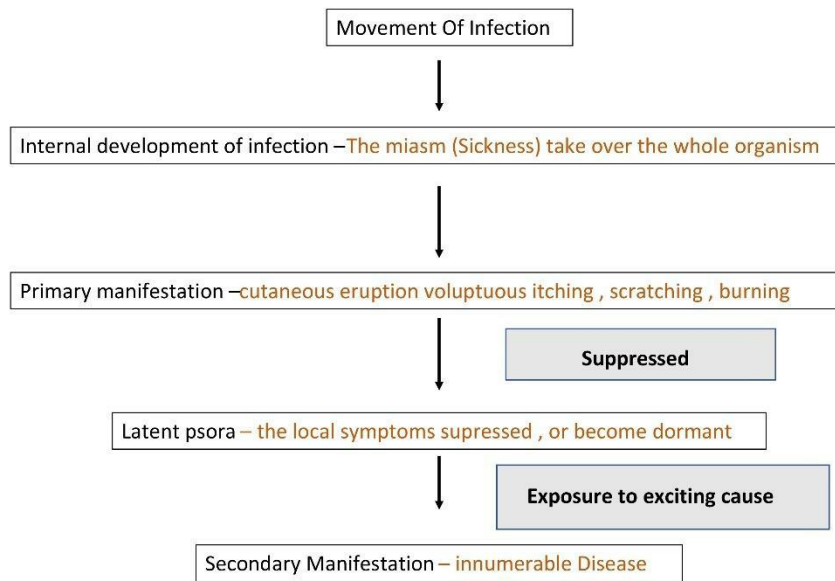 Movement Of Infection
Internal development of infection –The miasm (Sickness) take over the whole organism
Primary manifestation –cutaneous eruption voluptuous itching , scratching , burning
Suppressed
Latent psora – the local symptoms supressed , or become dormant
Exposure to exciting cause
Secondary Manifestation – innumerable Disease